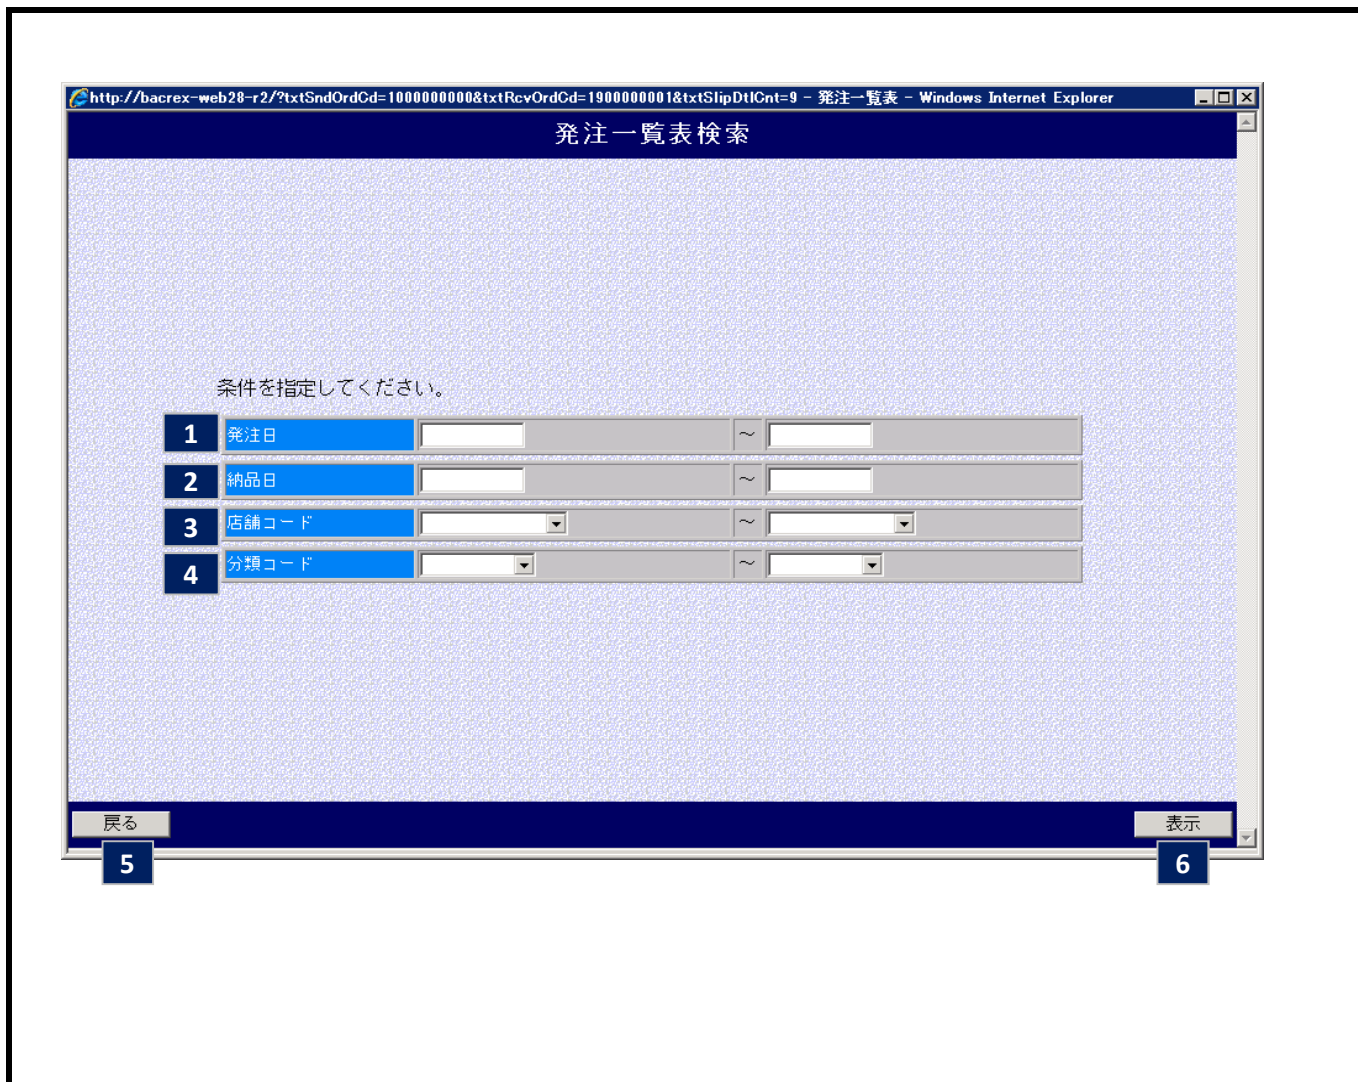 http://bacrex-web28-r2/?txtSndOrdCd=1000000000&txtRcvOrdCd=1900000001&txtSlipDtlCnt=9 - 発注一覧表 - Windows Internet Explorer
発注一覧表検索
条件を指定してください。
1 発注日 ～
2 納品日 ～
3 店舗コード ～
4 分類コード ～
戻る 表示
5 6